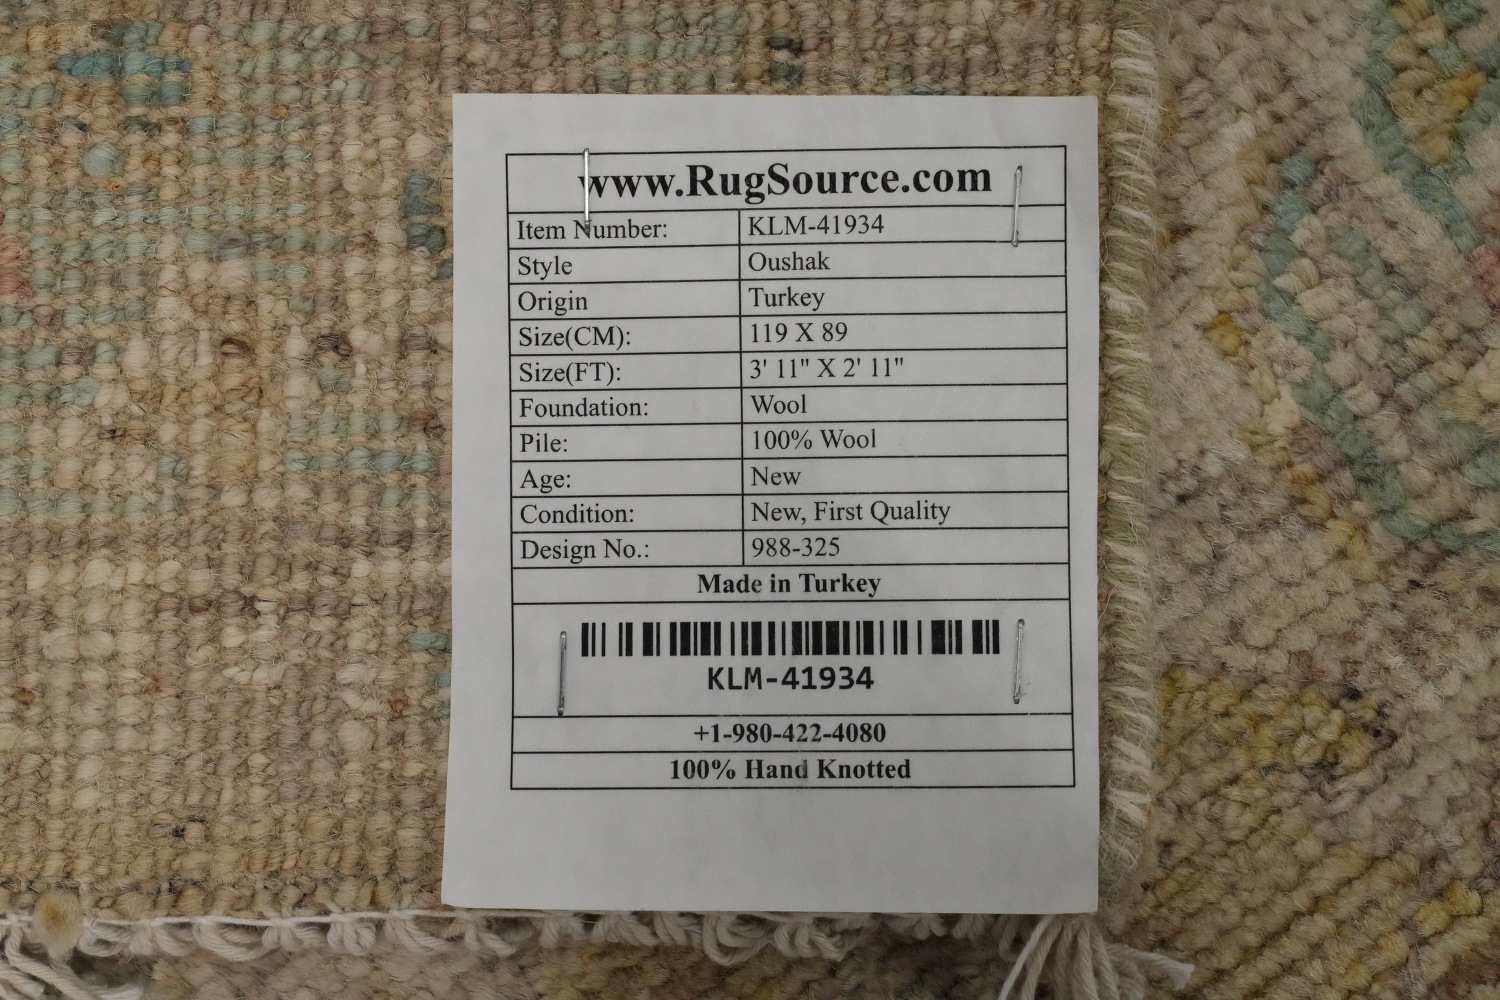 www.RugSource.com
Item Number: KLM-41934
Style Oushak
Origin Turkey
Size(CM): 119 X 89
Size(FT): 3' 11" X 2' 11"
Foundation: Wool
Pile: 100% Wool
Age: New
Condition: New, First Quality
Design No.: 988-325
Made in Turkey
KLM-41934
+1-980-422-4080
100% Hand Knotted